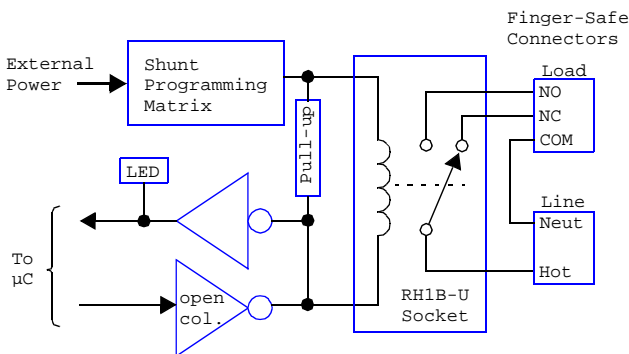 Finger-Safe
Connectors
External
Power
Shunt
Programming
Matrix
Load
NO
NC
COM
Pull-up
LED
Line
Neut
Hot
To
µC
open
col.
RH1B-U
Socket